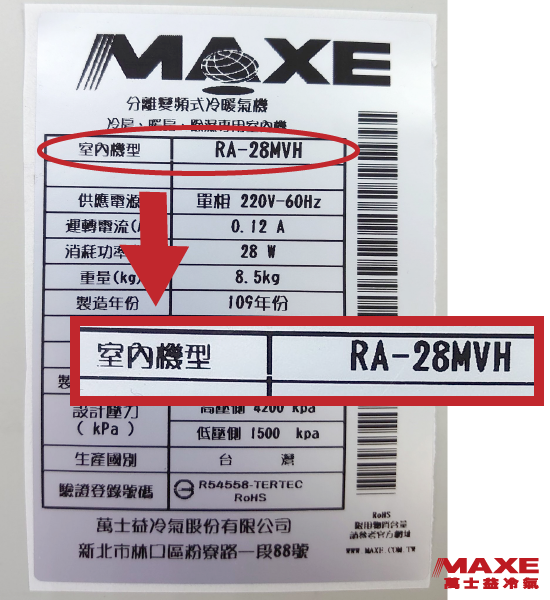 MAXE
分離變頻式冷暖氣機
冷房、暖房、除濕專用室內機
室內機型 RA-28MVH
供應電源 單相 220V-60Hz
運轉電流(A 0.12 A
消耗功率 28 W
重量(kg) 8.5kg
製造年份 109年份
室內機型 RA-28MVH
製
設計壓力 高壓側 4200 kpa
( kPa ) 低壓側 1500 kpa
生產國別 台 灣
驗證登錄號碼 R54558-TERTEC
RoHS
萬士益冷氣股份有限公司
新北市林口區粉寮路一段88號
RoHS
WWW.MAXE.COM.TW
MAXE
萬士益冷氣